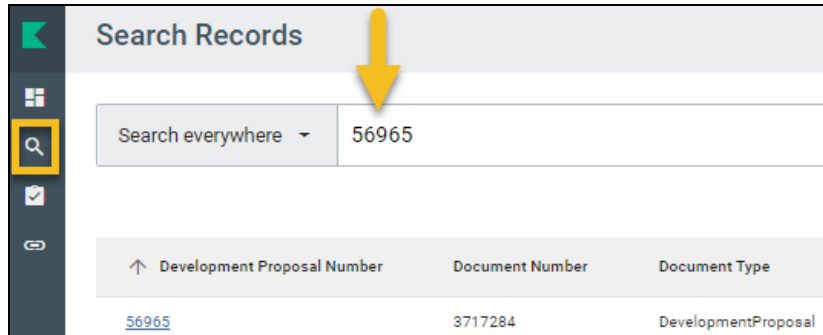 Search Records
Search everywhere 56965
Development Proposal Number Document Number Document Type
56965 3717284 DevelopmentProposal